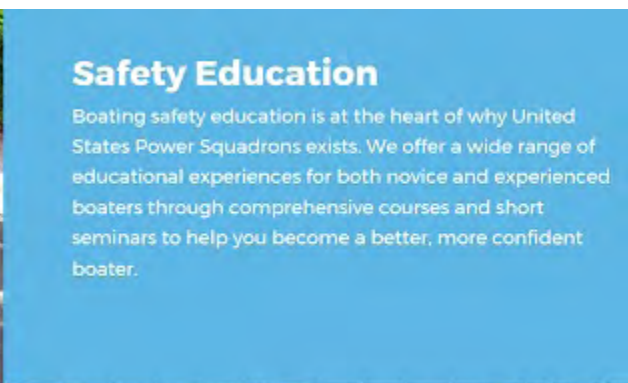 Safety Education
Boating safety education is at the heart of why United
States Power Squadrons exists. We offer a wide range of
educational experiences for both novice and experienced
boaters through comprehensive courses and short
seminars to help you become a better, more confident
boater.